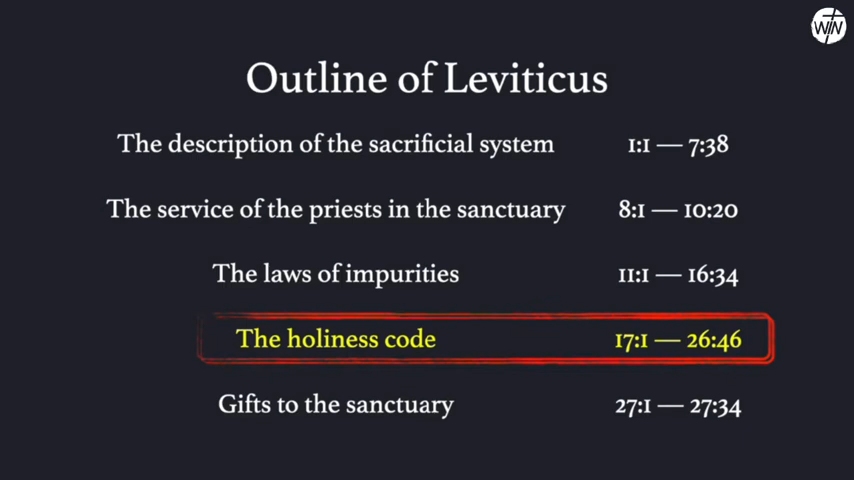 WIN
Outline of Leviticus
The description of the sacrificial system 1:1 — 7:38
The service of the priests in the sanctuary 8:1 — 10:20
The laws of impurities 11:1 — 16:34
The holiness code 17:1 — 26:46
Gifts to the sanctuary 27:1 — 27:34